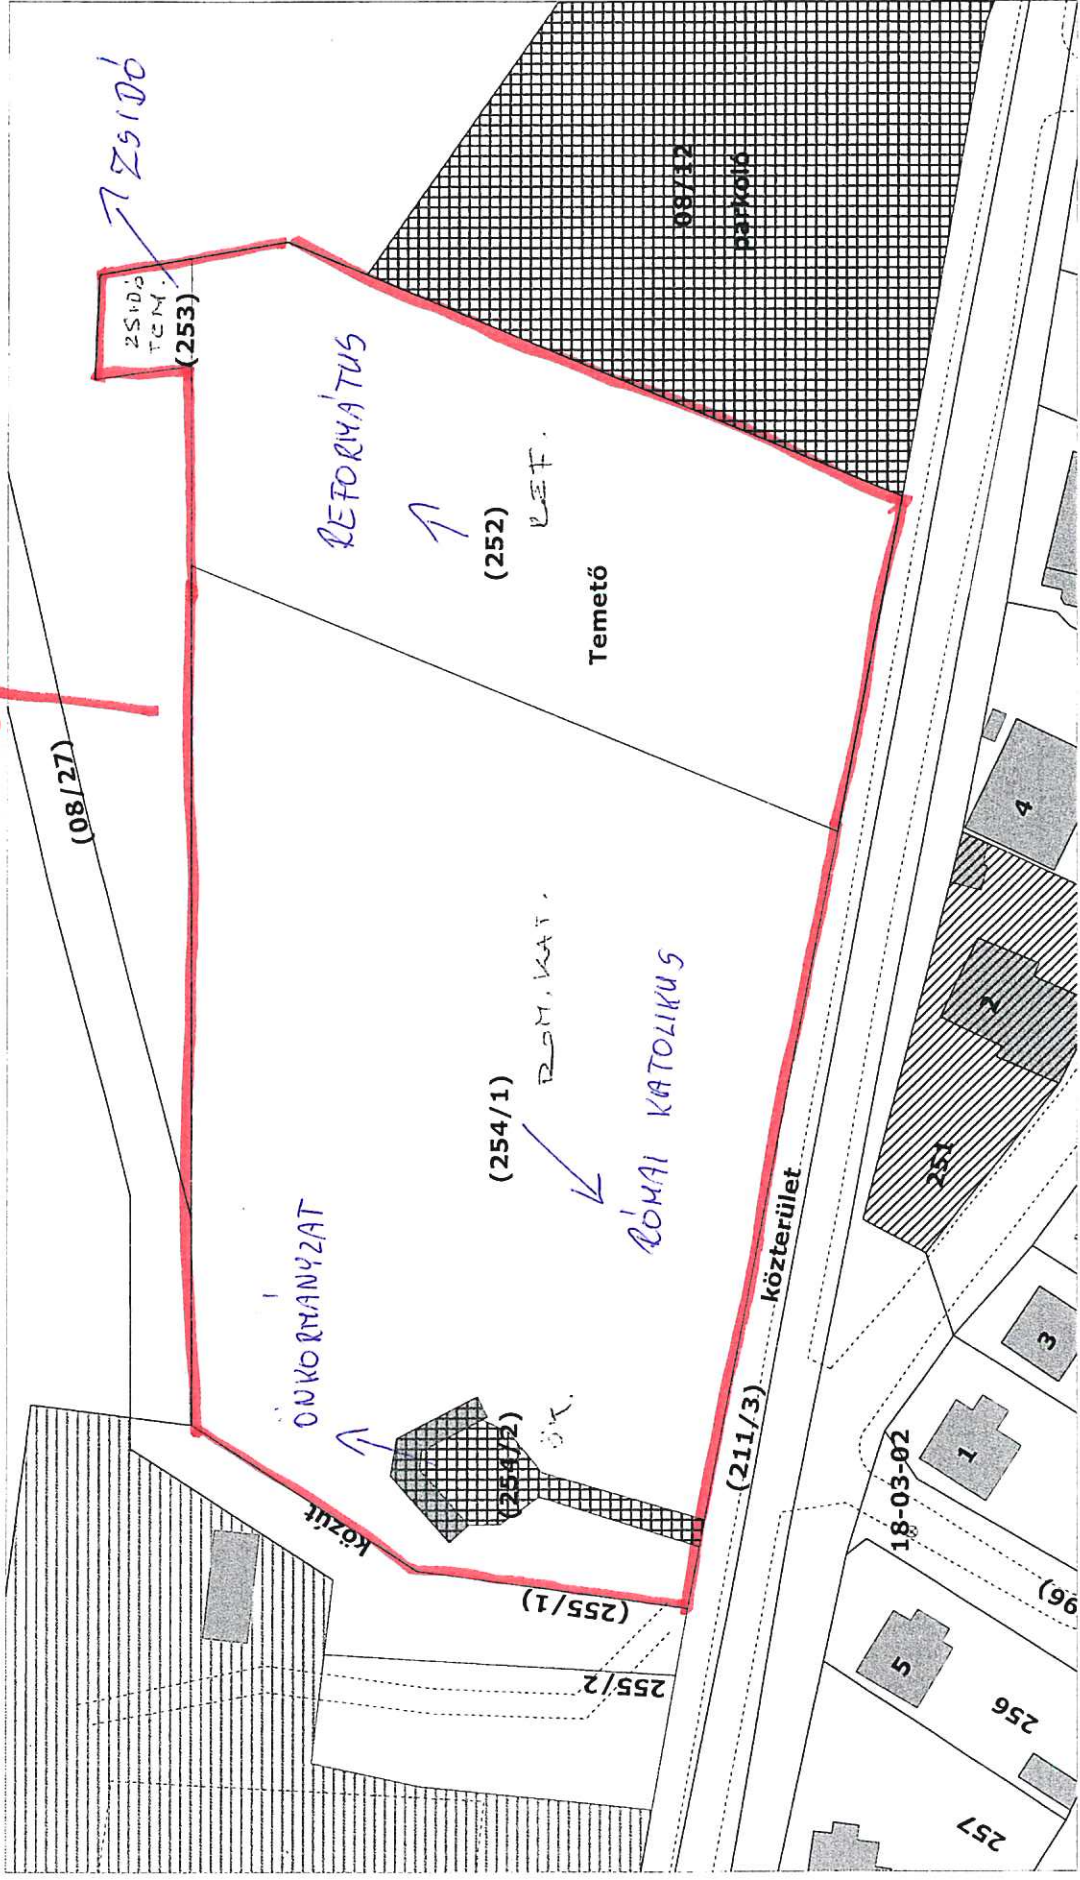 (08/27)
ZSIDÓ
ZSIDÓ
TEM.
(253)
REFORMÁTUS
(252)
REF.
Temető
08/12
parkoló
ÖNKORMÁNYZAT
(254/1)
ROM. KAT.
RÓMAI KATOLIKUS
(254/2)
ÖK.
közút
(255/1)
255/2
(211/3)
közterület
18-03-02
251
2
4
3
1
5
256
257
96)